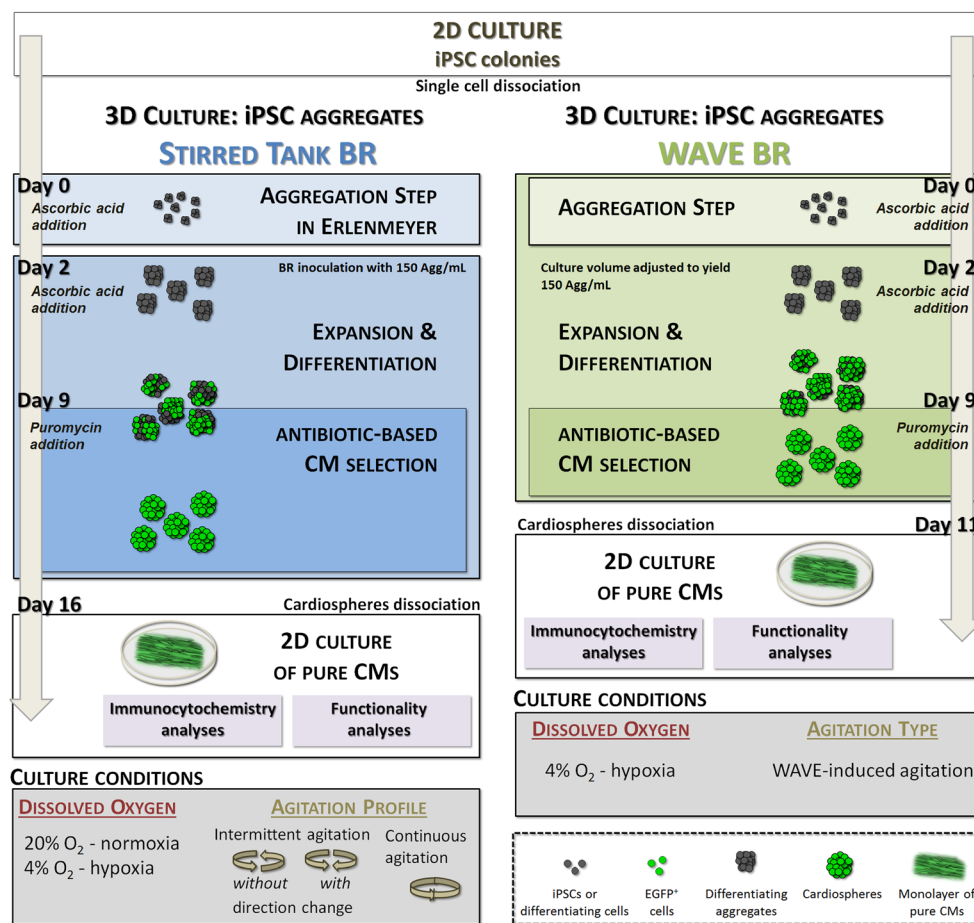 2D CULTURE
iPSC colonies
Single cell dissociation
3D CULTURE: iPSC AGGREGATES
STIRRED TANK BR
Day 0
Ascorbic acid
addition
AGGREGATION STEP
IN ERLENMEYER
Day 2
Ascorbic acid
addition
BR inoculation with 150 Agg/mL
EXPANSION &
DIFFERENTIATION
Day 9
Puromycin
addition
ANTIBIOTIC-BASED
CM SELECTION
Day 16
Cardiospheres dissociation
2D CULTURE
OF PURE CMs
Immunocytochemistry
analyses
Functionality
analyses
CULTURE CONDITIONS
DISSOLVED OXYGEN
20% O₂ - normoxia
4% O₂ - hypoxia
AGITATION PROFILE
Intermittent agitation
without
with
direction change
Continuous
agitation
3D CULTURE: iPSC AGGREGATES
WAVE BR
AGGREGATION STEP
Day 0
Ascorbic acid
addition
Culture volume adjusted to yield
150 Agg/mL
Day 2
Ascorbic acid
addition
EXPANSION &
DIFFERENTIATION
Day 9
Puromycin
addition
ANTIBIOTIC-BASED
CM SELECTION
Cardiospheres dissociation
Day 11
2D CULTURE
OF PURE CMs
Immunocytochemistry
analyses
Functionality
analyses
CULTURE CONDITIONS
DISSOLVED OXYGEN
4% O₂ - hypoxia
AGITATION TYPE
WAVE-induced agitation
iPSCs or
differentiating cells
EGFP⁺
cells
Differentiating
aggregates
Cardiospheres
Monolayer of
pure CMs